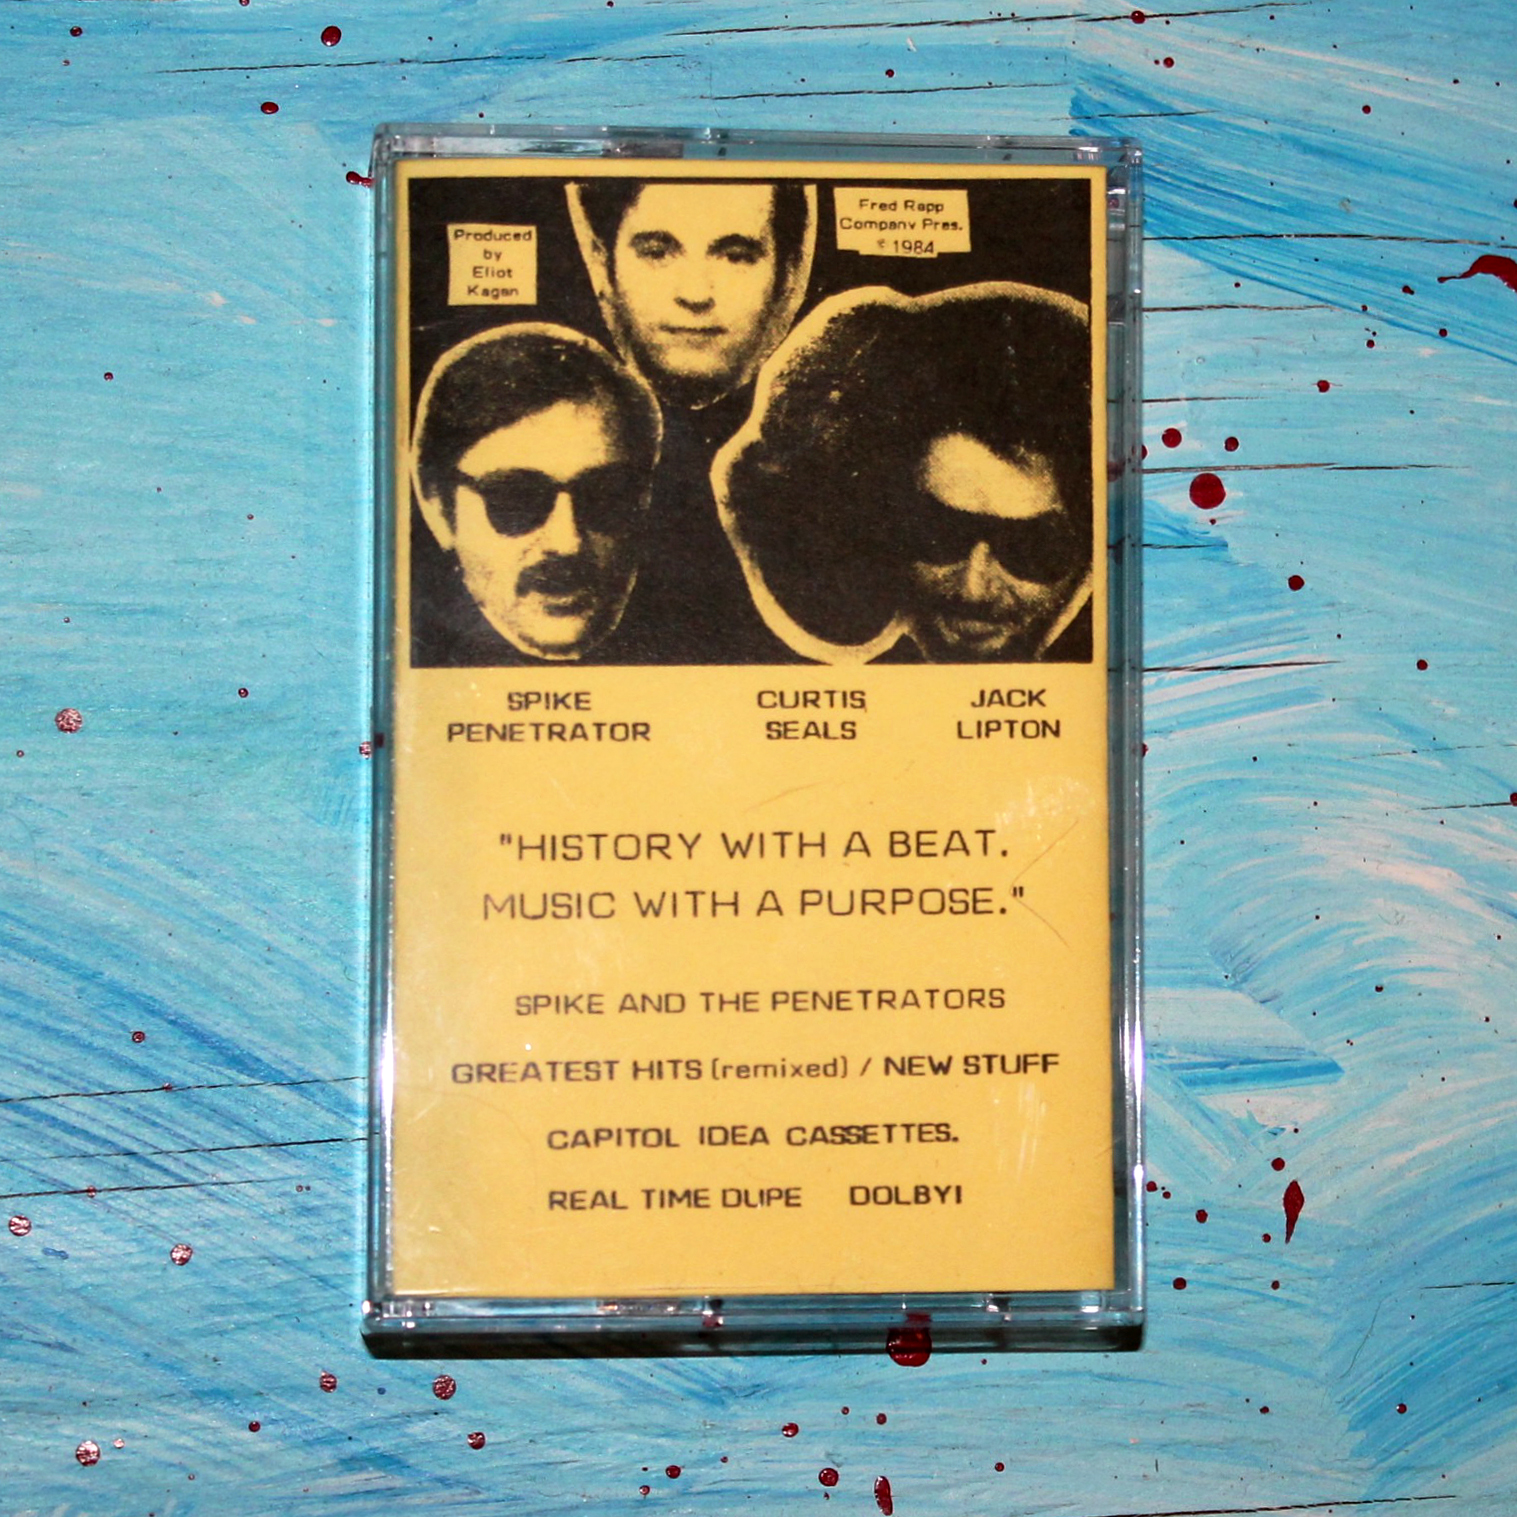 Produced
by
Eliot
Kagan
Fred Rapp
Company Pres.
© 1984
SPIKE
PENETRATOR
CURTIS
SEALS
JACK
LIPTON
"HISTORY WITH A BEAT.
MUSIC WITH A PURPOSE."
SPIKE AND THE PENETRATORS
GREATEST HITS (remixed) / NEW STUFF
CAPITOL IDEA CASSETTES.
REAL TIME DUPE DOLBY!